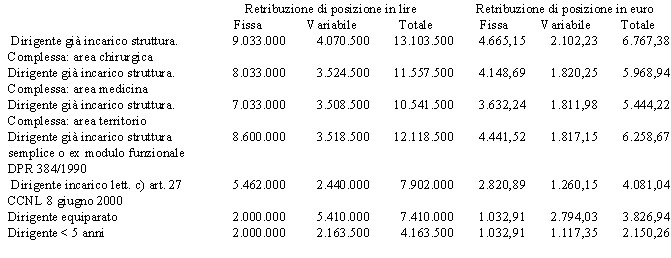 Retribuzione di posizione in lire Retribuzione di posizione in euro
Fissa Variabile Totale Fissa Variabile Totale
Dirigente già incarico struttura. 9.033.000 4.070.500 13.103.500 4.665,15 2.102,23 6.767,38
Complessa: area chirurgica
Dirigente già incarico struttura. 8.033.000 3.524.500 11.557.500 4.148,69 1.820,25 5.968,94
Complessa: area medicina
Dirigente già incarico struttura. 7.033.000 3.508.500 10.541.500 3.632,24 1.811,98 5.444,22
Complessa: area territorio
Dirigente già incarico struttura 8.600.000 3.518.500 12.118.500 4.441,52 1.817,15 6.258,67
semplice o ex modulo funzionale
DPR 384/1990
Dirigente incarico lett. c) art. 27 5.462.000 2.440.000 7.902.000 2.820,89 1.260,15 4.081,04
CCNL 8 giugno 2000
Dirigente equiparato 2.000.000 5.410.000 7.410.000 1.032,91 2.794,03 3.826,94
Dirigente < 5 anni 2.000.000 2.163.500 4.163.500 1.032,91 1.117,35 2.150,26